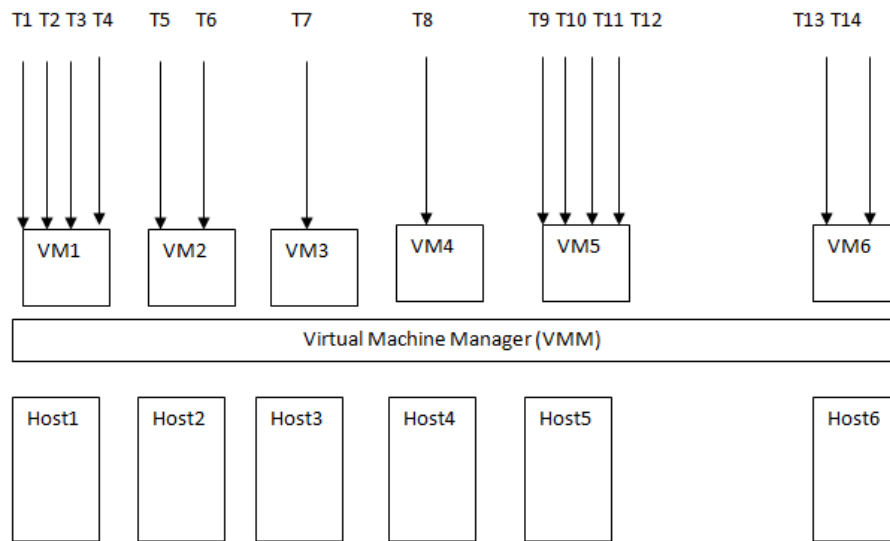 T1 T2 T3 T4 T5 T6 T7 T8 T9 T10 T11 T12 T13 T14
VM1 VM2 VM3 VM4 VM5 VM6
Virtual Machine Manager (VMM)
Host1 Host2 Host3 Host4 Host5 Host6